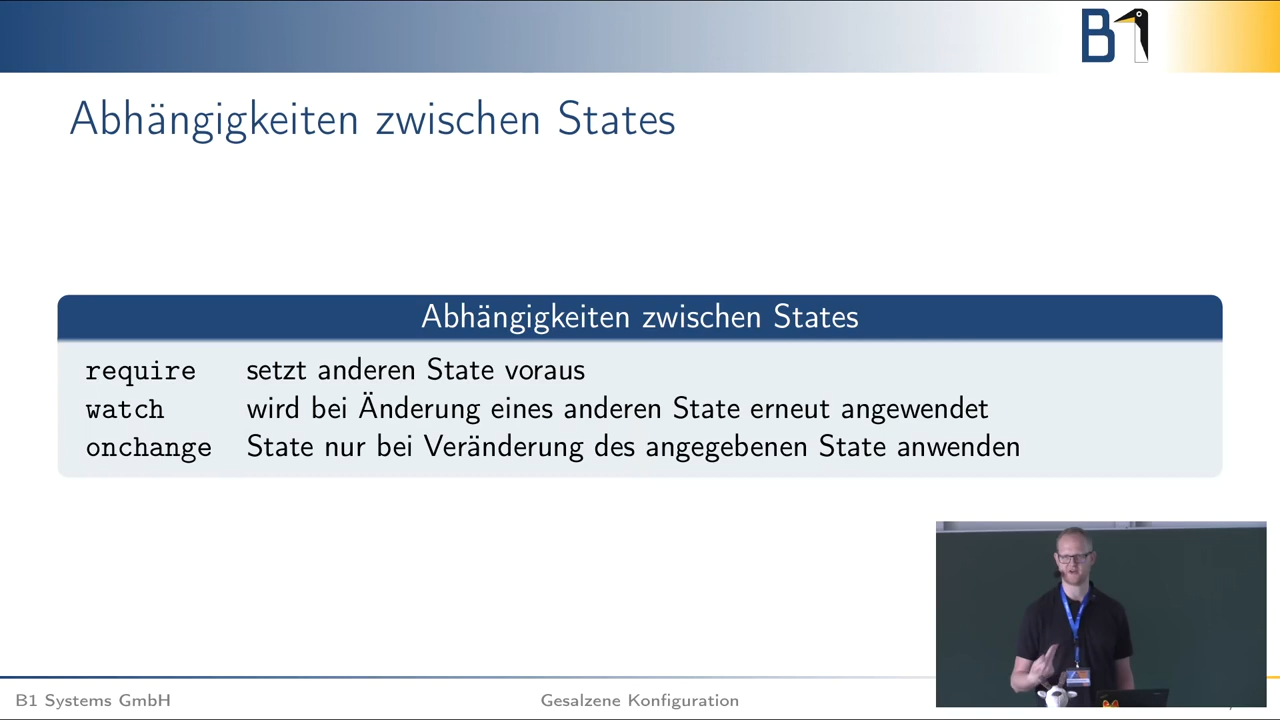 B1
Abhängigkeiten zwischen States
Abhängigkeiten zwischen States
require setzt anderen State voraus
watch wird bei Änderung eines anderen State erneut angewendet
onchange State nur bei Veränderung des angegebenen State anwenden
B1 Systems GmbH
Gesalzene Konfiguration